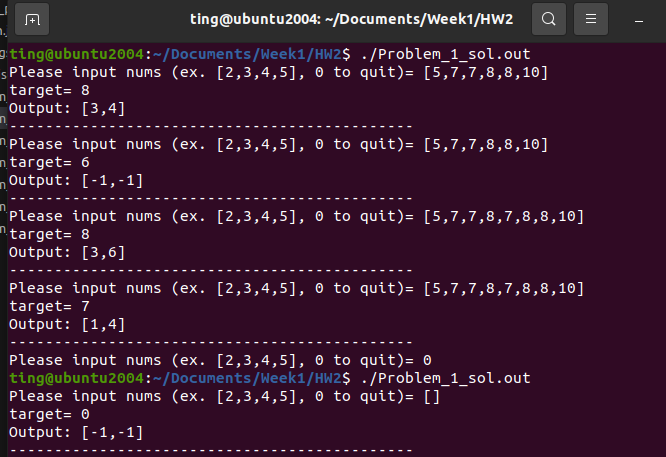 ting@ubuntu2004: ~/Documents/Week1/HW2
ting@ubuntu2004:~/Documents/Week1/HW2$ ./Problem_1_sol.out
Please input nums (ex. [2,3,4,5], 0 to quit)= [5,7,7,8,8,10]
target= 8
Output: [3,4]
---------------------------------------------
Please input nums (ex. [2,3,4,5], 0 to quit)= [5,7,7,8,8,10]
target= 6
Output: [-1,-1]
---------------------------------------------
Please input nums (ex. [2,3,4,5], 0 to quit)= [5,7,7,8,7,8,8,10]
target= 8
Output: [3,6]
---------------------------------------------
Please input nums (ex. [2,3,4,5], 0 to quit)= [5,7,7,8,7,8,8,10]
target= 7
Output: [1,4]
---------------------------------------------
Please input nums (ex. [2,3,4,5], 0 to quit)= 0
ting@ubuntu2004:~/Documents/Week1/HW2$ ./Problem_1_sol.out
Please input nums (ex. [2,3,4,5], 0 to quit)= []
target= 0
Output: [-1,-1]
---------------------------------------------